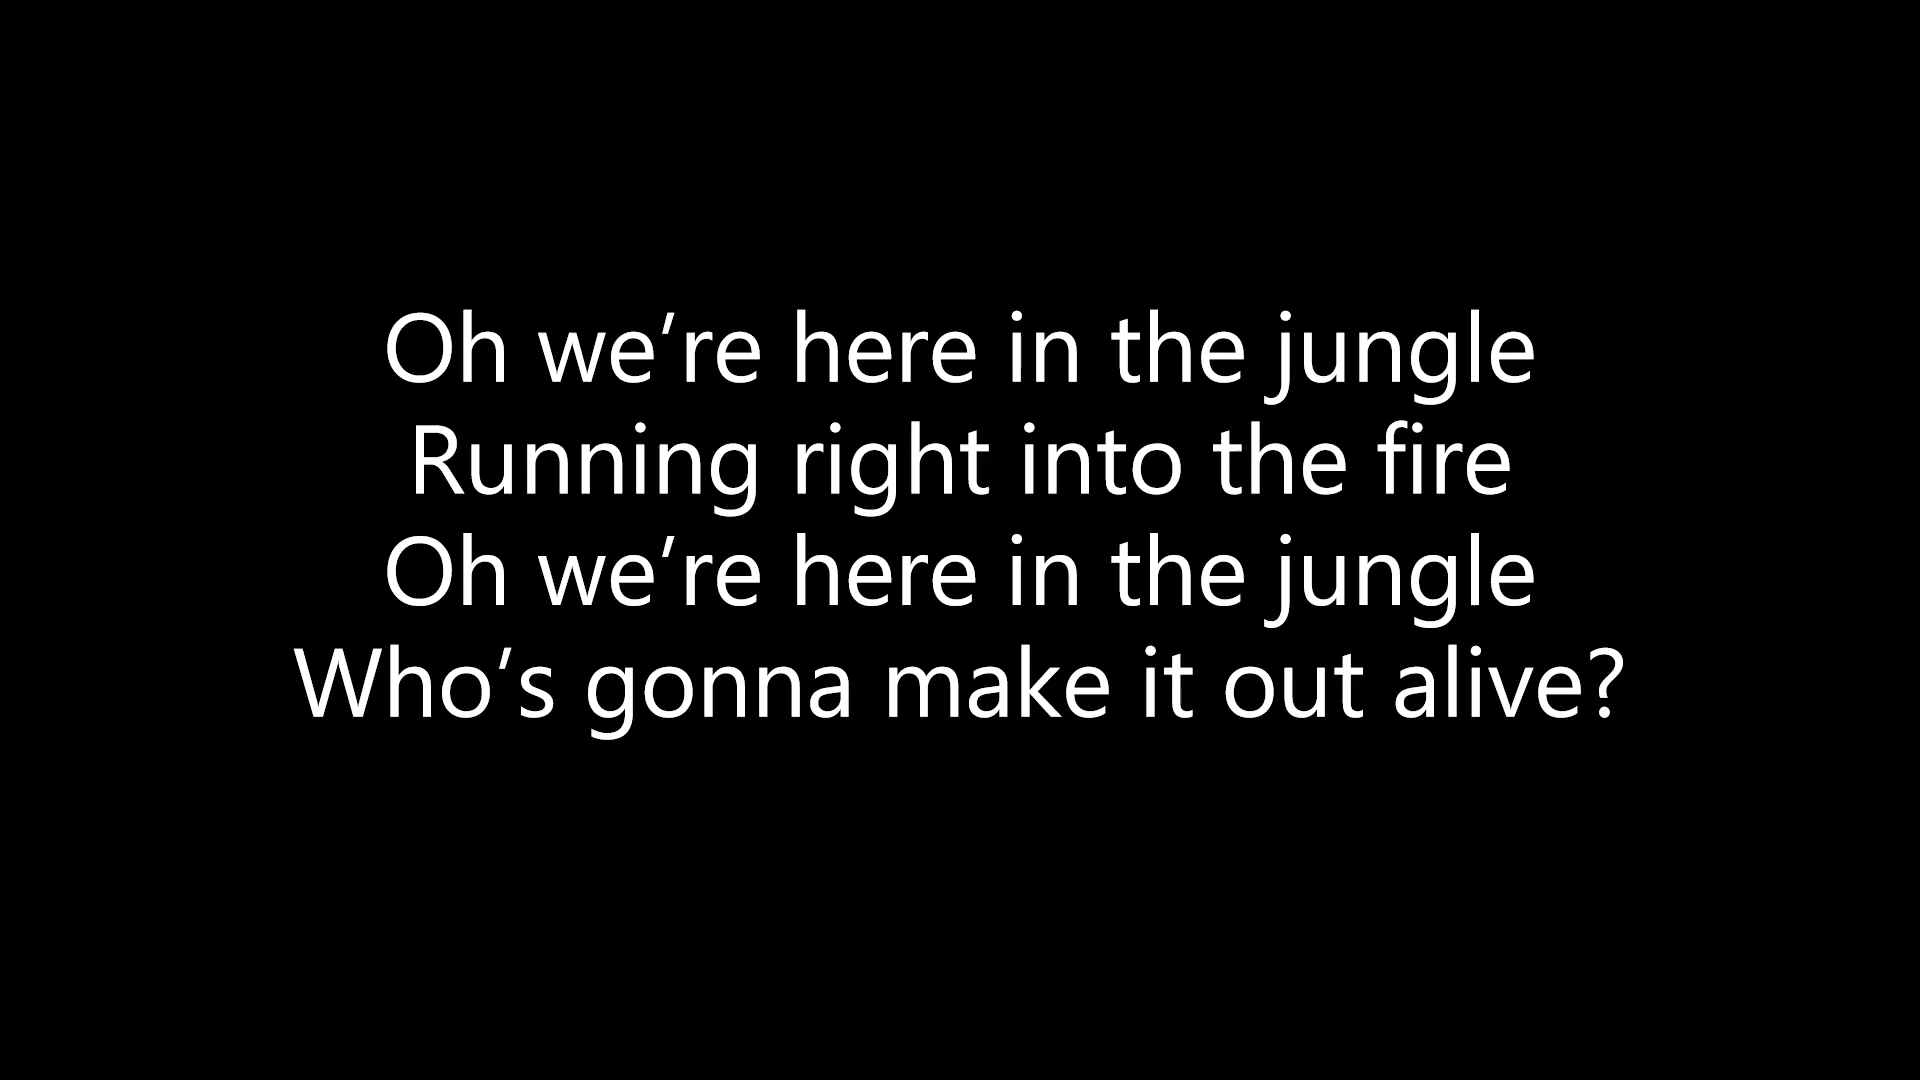 Oh we’re here in the jungle
Running right into the fire
Oh we’re here in the jungle
Who’s gonna make it out alive?